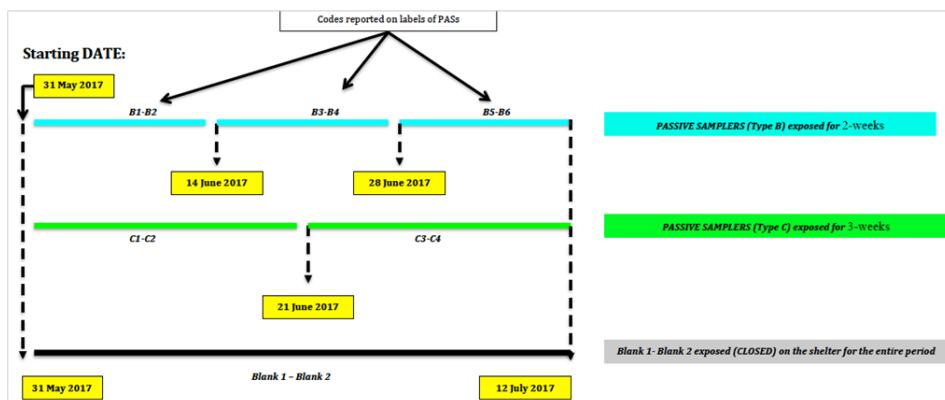 Codes reported on labels of PASs
Starting DATE:
31 May 2017
B1-B2
B3-B4
B5-B6
PASSIVE SAMPLERS (Type B) exposed for 2-weeks
14 June 2017
28 June 2017
C1-C2
C3-C4
PASSIVE SAMPLERS (Type C) exposed for 3-weeks
21 June 2017
Blank 1- Blank 2 exposed (CLOSED) on the shelter for the entire period
Blank 1 – Blank 2
31 May 2017
12 July 2017